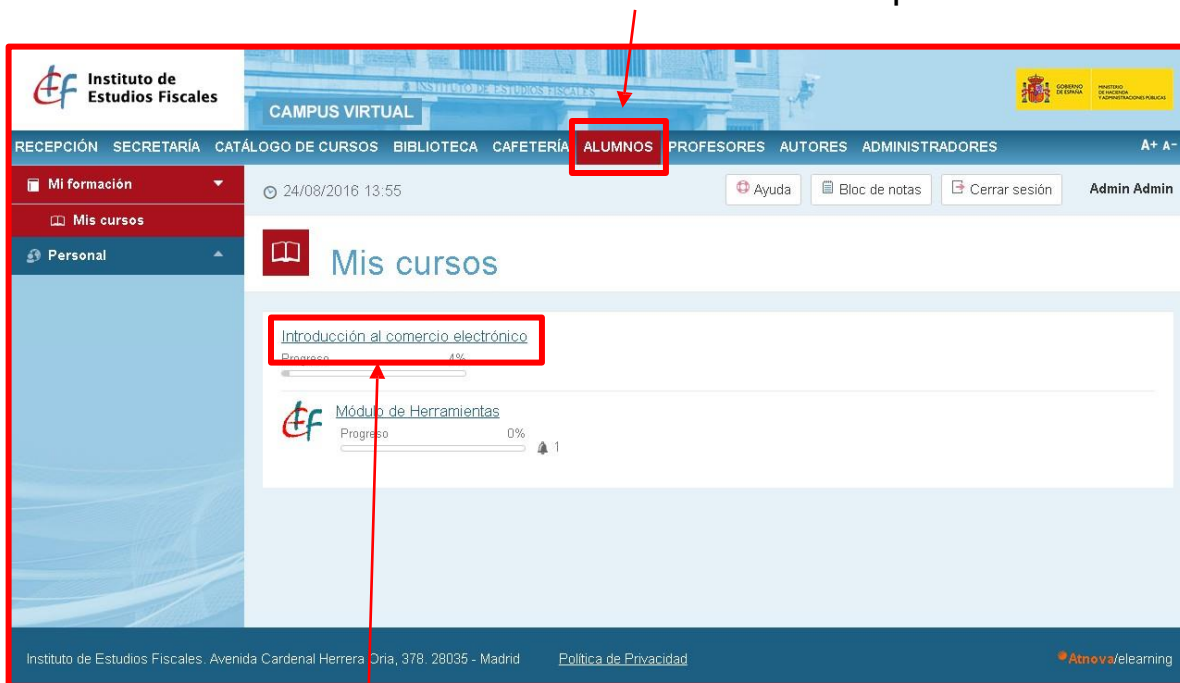 Instituto de
Estudios Fiscales
INSTITUTO DE ESTUDIOS FISCALES
CAMPUS VIRTUAL
GOBIERNO
DE ESPAÑA
MINISTERIO
DE HACIENDA
Y ADMINISTRACIONES PÚBLICAS
RECEPCIÓN SECRETARÍA CATÁLOGO DE CURSOS BIBLIOTECA CAFETERÍA ALUMNOS PROFESORES AUTORES ADMINISTRADORES A+ A-
Mi formación
Mis cursos
Personal
24/08/2016 13:55 Ayuda Bloc de notas Cerrar sesión Admin Admin
Mis cursos
Introducción al comercio electrónico
Progreso 4%
Módulo de Herramientas
Progreso 0%
1
Instituto de Estudios Fiscales. Avenida Cardenal Herrera Oria, 378. 28035 - Madrid Política de Privacidad Atnova/elearning